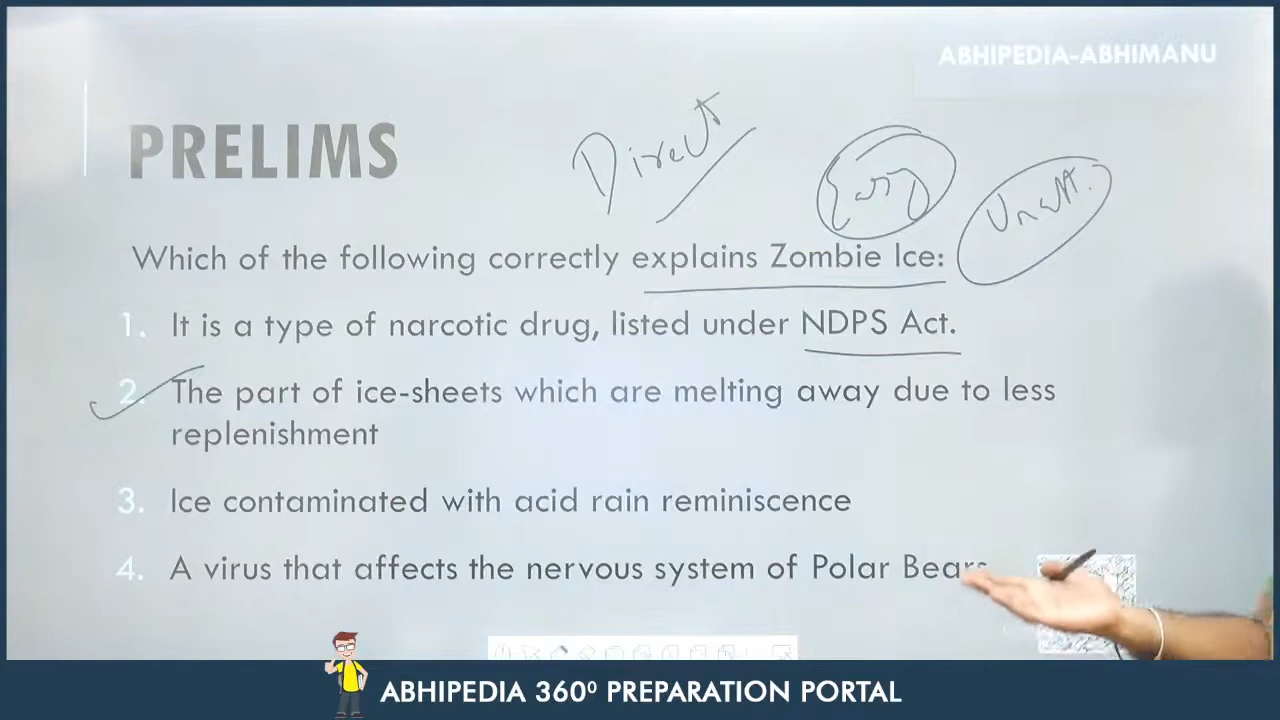 ABHIPEDIA-ABHIMANU
PRELIMS
Direct
Easy
Which of the following correctly explains Zombie Ice:
1. It is a type of narcotic drug, listed under NDPS Act.
2. The part of ice-sheets which are melting away due to less
replenishment
3. Ice contaminated with acid rain reminiscence
4. A virus that affects the nervous system of Polar Bears
ABHIPEDIA 360⁰ PREPARATION PORTAL